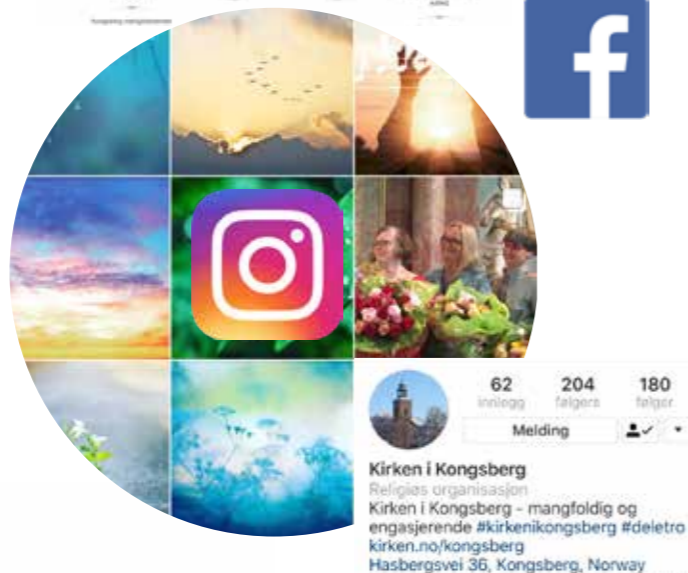 f
62 204 180
innlegg følgere følger
Melding
Kirken i Kongsberg
Religiøs organisasjon
Kirken i Kongsberg - mangfoldig og
engasjerende #kirkenikongsberg #deletro
kirken.no/kongsberg
Hasbergsvei 36, Kongsberg, Norway